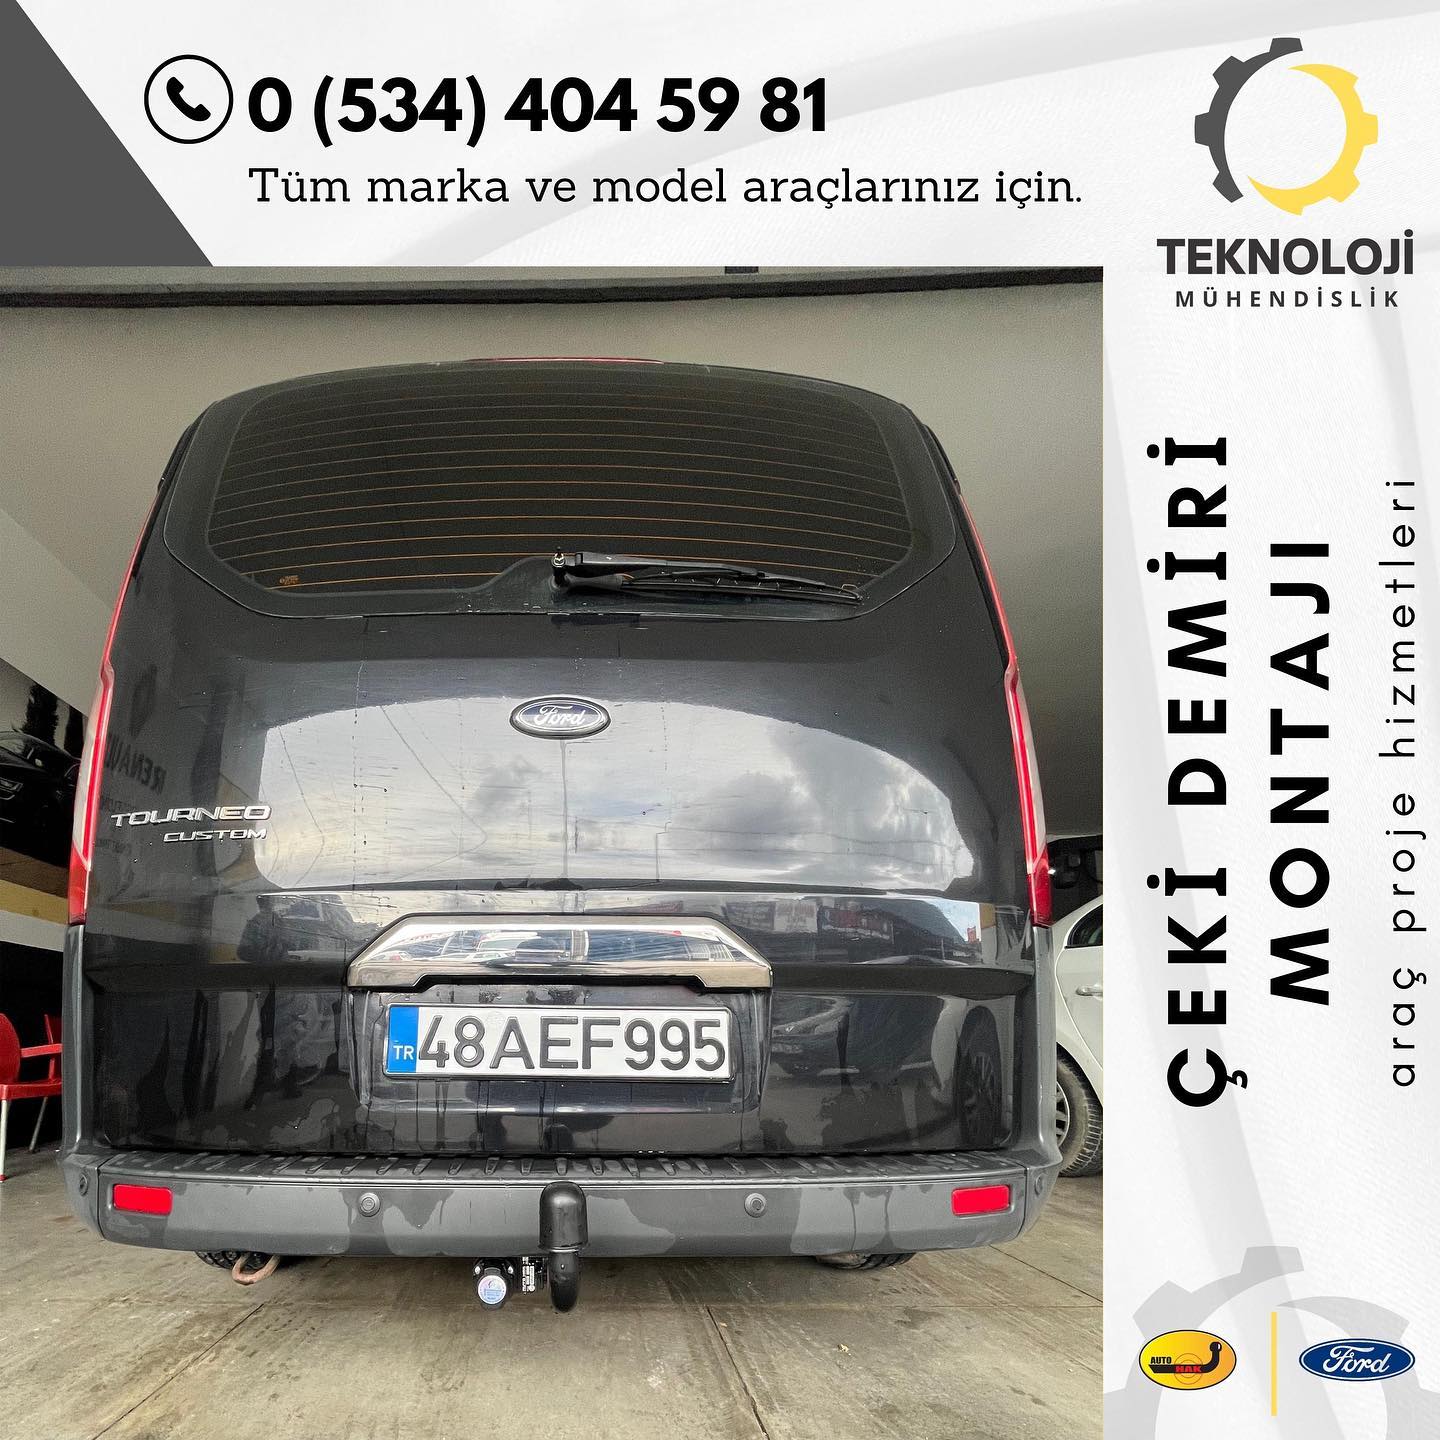 0 (534) 404 59 81
Tüm marka ve model araçlarınız için.
TEKNOLOJİ
MÜHENDİSLİK
ÇEKİ DEMİRİ
MONTAJI
araç proje hizmetleri
Ford
TOURNEO
CUSTOM
RENAUL
TR 48AEF995
AUTO
HAK
Ford